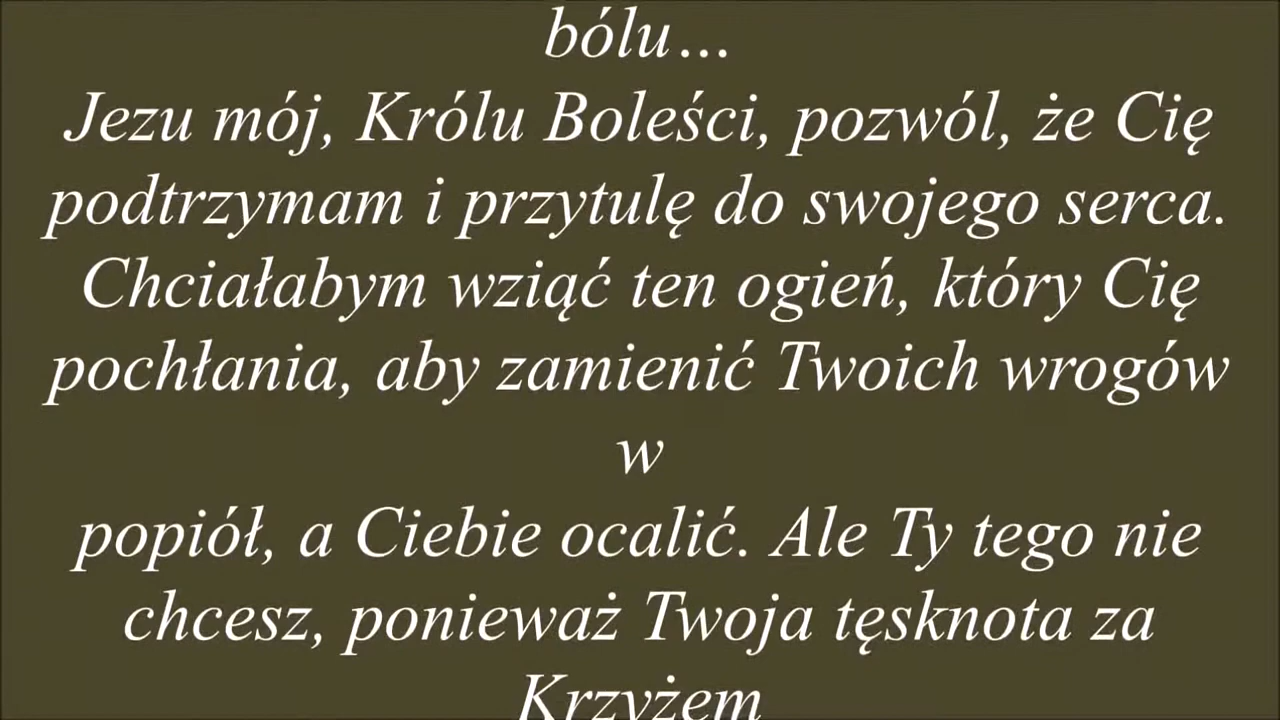 bólu…
Jezu mój, Królu Boleści, pozwól, że Cię
podtrzymam i przytulę do swojego serca.
Chciałabym wziąć ten ogień, który Cię
pochłania, aby zamienić Twoich wrogów
w
popiół, a Ciebie ocalić. Ale Ty tego nie
chcesz, ponieważ Twoja tęsknota za
Krzyżem